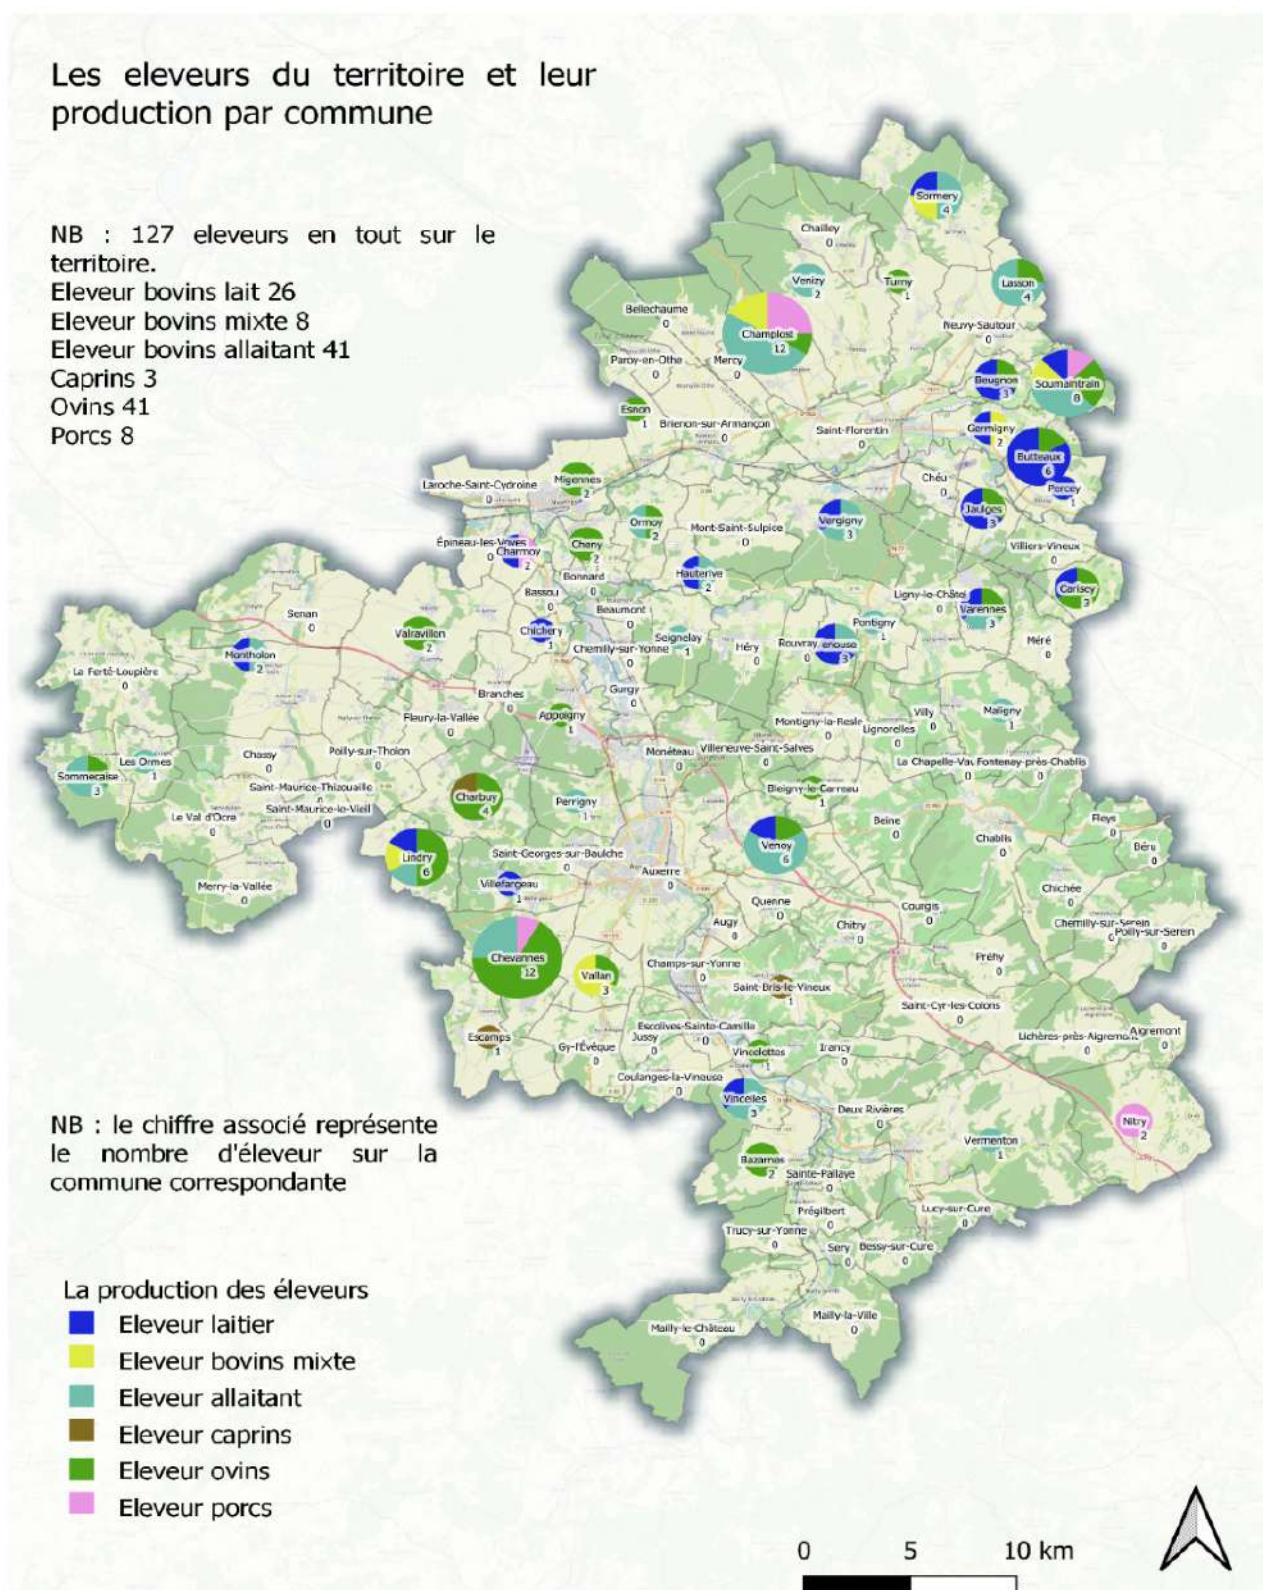 Les eleveurs du territoire et leur
production par commune
NB : 127 eleveurs en tout sur le
territoire.
Eleveur bovins lait 26
Eleveur bovins mixte 8
Eleveur bovins allaitant 41
Caprins 3
Ovins 41
Porcs 8
Sormery
4
Chailley
0
Venizy
2
Turny
1
Lasson
4
Bellechaume
0
Neuvy-Sautour
0
Champlost
12
Paroy-en-Othe
0
Mercy
0
Beugnon
3
Soumaintrain
8
Esnon
1
Brienon-sur-Armançon
0
Saint-Florentin
0
Germigny
2
Butteaux
6
Percey
1
Chéu
0
Laroche-Saint-Cydroine
0
Migennes
2
Jaulges
3
Ormoy
2
Mont-Saint-Sulpice
0
Vergigny
3
Épineau-les-Voves
0
Charmoy
2
Cheny
2
Villiers-Vineux
0
Bonnard
0
Hauterive
2
Bassou
0
Carisey
3
Ligny-le-Châtel
0
Varennes
3
Beaumont
0
Senan
0
Valravillon
2
Chichery
1
Seignelay
1
Pontigny
1
Chemilly-sur-Yonne
0
Héry
0
Rouvray
0
enouse
3
Méré
0
Montholon
2
La Ferté-Loupière
0
Gurgy
0
Branches
0
Fleury-la-Vallée
0
Appoigny
1
Montigny-la-Resle
0
Lignorelles
0
Villy
0
Maligny
1
Chassy
0
Poilly-sur-Tholon
0
Monéteau
0
Villeneuve-Saint-Salves
0
Les Ormes
1
Sommecaise
3
La Chapelle-Vau
0
Fontenay-près-Chablis
0
Saint-Maurice-Thizouaille
0
Saint-Maurice-le-Vieil
0
Le Val d'Ocre
0
Charbuy
4
Perrigny
1
Bleigny-le-Carreau
1
Beine
0
Chablis
0
Fleys
0
Béru
0
Lindry
6
Saint-Georges-sur-Baulche
0
Venoy
6
Merry-la-Vallée
0
Villefargeau
1
Auxerre
0
Chichée
0
Quenne
0
Courgis
0
Augy
0
Chitry
0
Chemilly-sur-Serein
0
Poilly-sur-Serein
0
Chevannes
12
Vallan
3
Champs-sur-Yonne
0
Préhy
0
Saint-Bris-le-Vineux
1
Saint-Cyr-les-Colons
0
Escamps
1
Gy-l'Évêque
0
Escolives-Sainte-Camille
0
Jussy
0
Vincelottes
1
Irancy
0
Lichères-près-Aigremont
0
Aigremont
0
Coulanges-la-Vineuse
0
Vincelles
3
Deux Rivières
0
Nitry
2
Vermenton
1
Bazarnes
2
Sainte-Pallaye
0
Prégilbert
0
Lucy-sur-Cure
0
Trucy-sur-Yonne
0
Sery
0
Bessy-sur-Cure
0
Mailly-le-Château
0
Mailly-la-Ville
0
NB : le chiffre associé représente
le nombre d'éleveur sur la
commune correspondante
La production des éleveurs
Eleveur laitier
Eleveur bovins mixte
Eleveur allaitant
Eleveur caprins
Eleveur ovins
Eleveur porcs
0 5 10 km